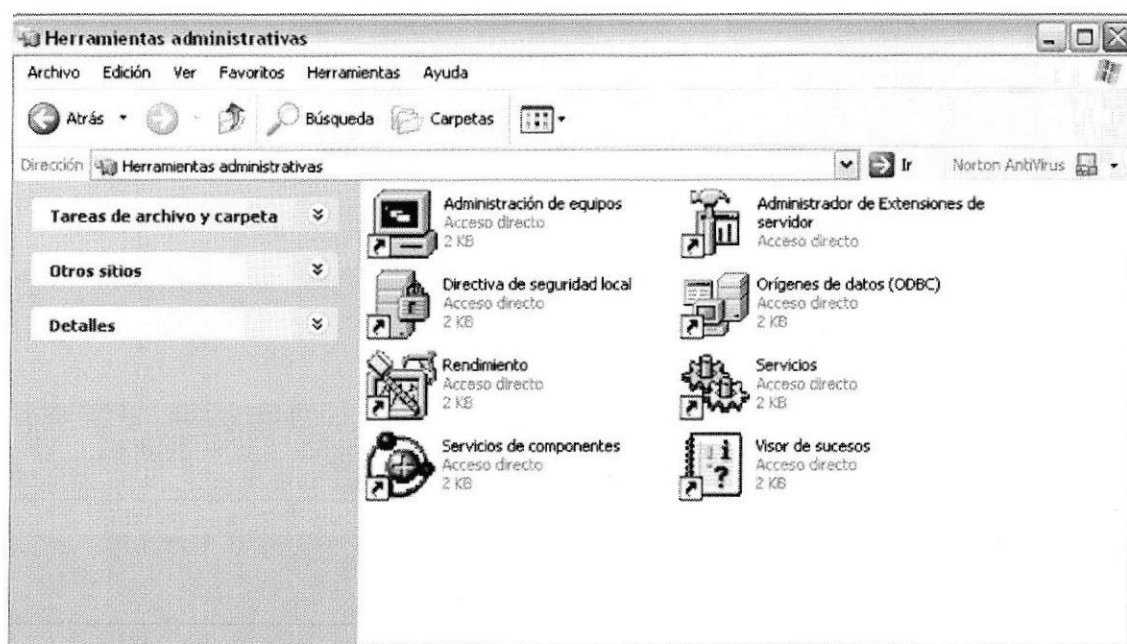 Herramientas administrativas
Archivo Edición Ver Favoritos Herramientas Ayuda
Atrás Búsqueda Carpetas
Dirección Herramientas administrativas Ir Norton AntiVirus
Tareas de archivo y carpeta
Otros sitios
Detalles
Administración de equipos
Acceso directo
2 KB
Administrador de Extensiones de
servidor
Acceso directo
Directiva de seguridad local
Acceso directo
2 KB
Orígenes de datos (ODBC)
Acceso directo
2 KB
Rendimiento
Acceso directo
2 KB
Servicios
Acceso directo
2 KB
Servicios de componentes
Acceso directo
2 KB
Visor de sucesos
Acceso directo
2 KB